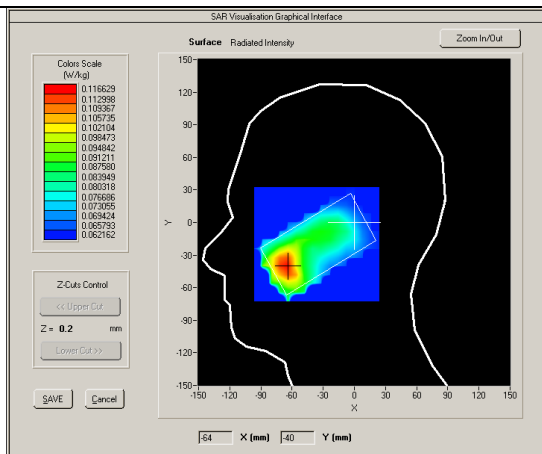 SAR Visualisation Graphical Interface
Surface Radiated Intensity
Zoom In/Out
Colors Scale
(W/kg)
0.116629
0.112998
0.109367
0.105735
0.102104
0.098473
0.094842
0.091211
0.087580
0.083949
0.080318
0.076686
0.073055
0.069424
0.065793
0.062162
Z-Cuts Control
<< Upper Cut
Z = 0.2 mm
Lower Cut >>
SAVE Cancel
150
120
90
60
30
0
-30
-60
-90
-120
-150
Y
-150 -120 -90 -60 -30 0 30 60 90 120 150
X
-64 X (mm) -40 Y (mm)